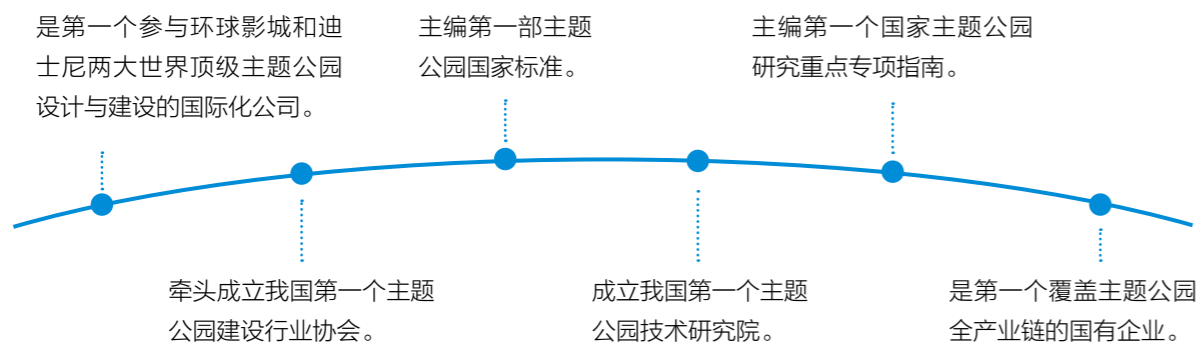 是第一个参与环球影城和迪
士尼两大世界顶级主题公园
设计与建设的国际化公司。
牵头成立我国第一个主题
公园建设行业协会。
主编第一部主题
公园国家标准。
成立我国第一个主题
公园技术研究院。
主编第一个国家主题公园
研究重点专项指南。
是第一个覆盖主题公园
全产业链的国有企业。